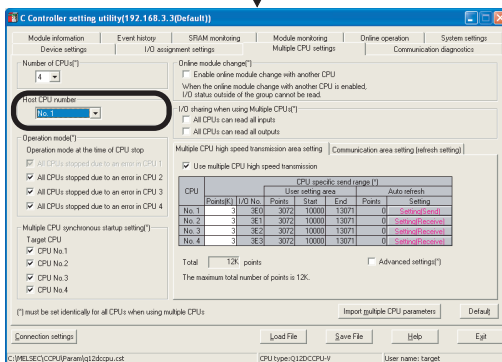 C Controller setting utility(192.168.3.3(Default))
Module information
Event history
SRAM monitoring
Module monitoring
Online operation
System settings
Device settings
I/O assignment settings
Multiple CPU settings
Communication diagnostics
Number of CPUs(*)
4
Host CPU number
No. 1
Operation mode(*)
Operation mode at the time of CPU stop
All CPUs stopped due to an error in CPU 1
All CPUs stopped due to an error in CPU 2
All CPUs stopped due to an error in CPU 3
All CPUs stopped due to an error in CPU 4
Multiple CPU synchronous startup setting(*)
Target CPU
CPU No.1
CPU No.2
CPU No.3
CPU No.4
Online module change(*)
Enable online module change with another CPU
When the online module change with another CPU is enabled,
I/O status outside of the group cannot be read.
I/O sharing when using Multiple CPUs(*)
All CPUs can read all inputs
All CPUs can read all outputs
Multiple CPU high speed transmission area setting
Communication area setting (refresh setting)
Use multiple CPU high speed transmission
CPU specific send range (*)
CPU User setting area Auto refresh
Points(K) I/O No. Points Start End Points Setting
No. 1 3 3E0 3072 10000 13071 0 Setting(Send)
No. 2 3 3E1 3072 10000 13071 0 Setting(Receive)
No. 3 3 3E2 3072 10000 13071 0 Setting(Receive)
No. 4 3 3E3 3072 10000 13071 0 Setting(Receive)
Total 12K points
Advanced settings(*)
The maximum total number of points is 12K.
(*) must be set identically for all CPUs when using multiple CPUs
Import multiple CPU parameters
Default
Connection settings
Load File
Save File
Help
Exit
C:\MELSEC\CCPU\Param\q12dccpu.cst
CPU type:Q12DCCPU-V
User name: target